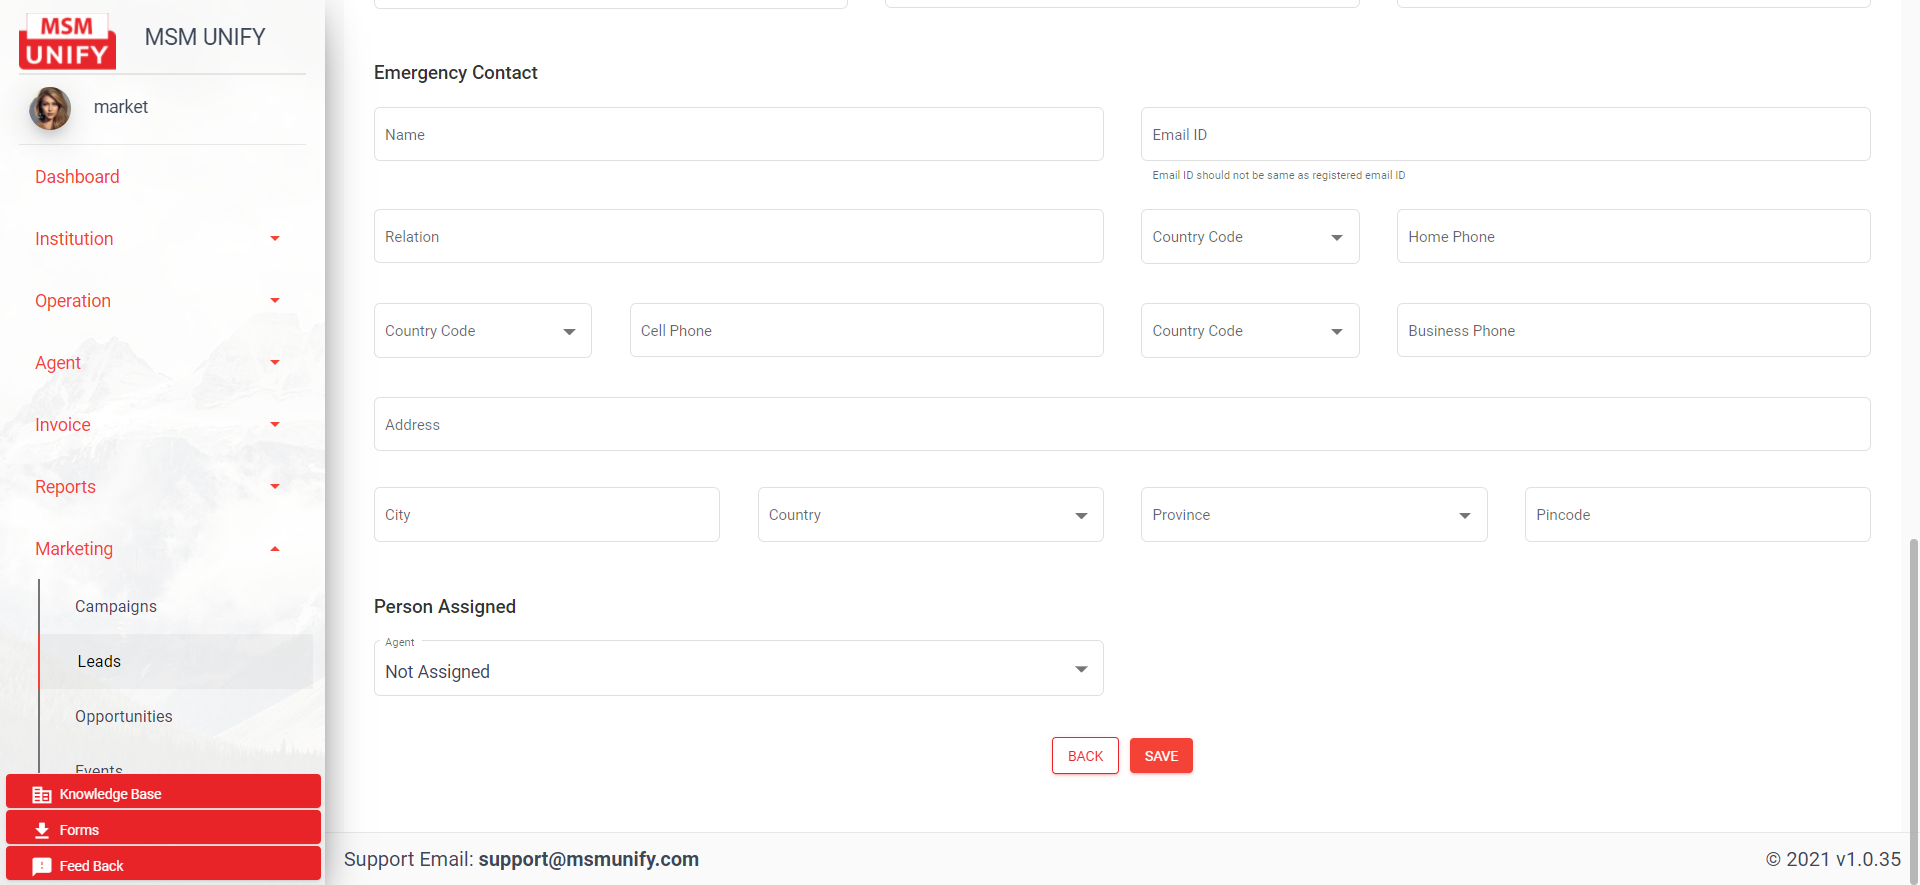 MSM
UNIFY
MSM UNIFY
market
Dashboard
Institution
Operation
Agent
Invoice
Reports
Marketing
Campaigns
Leads
Opportunities
Events
Knowledge Base
Forms
Feed Back
Emergency Contact
Name
Email ID
Email ID should not be same as registered email ID
Relation
Country Code
Home Phone
Country Code
Cell Phone
Country Code
Business Phone
Address
City
Country
Province
Pincode
Person Assigned
Agent
Not Assigned
BACK
SAVE
Support Email: support@msmunify.com
© 2021 v1.0.35